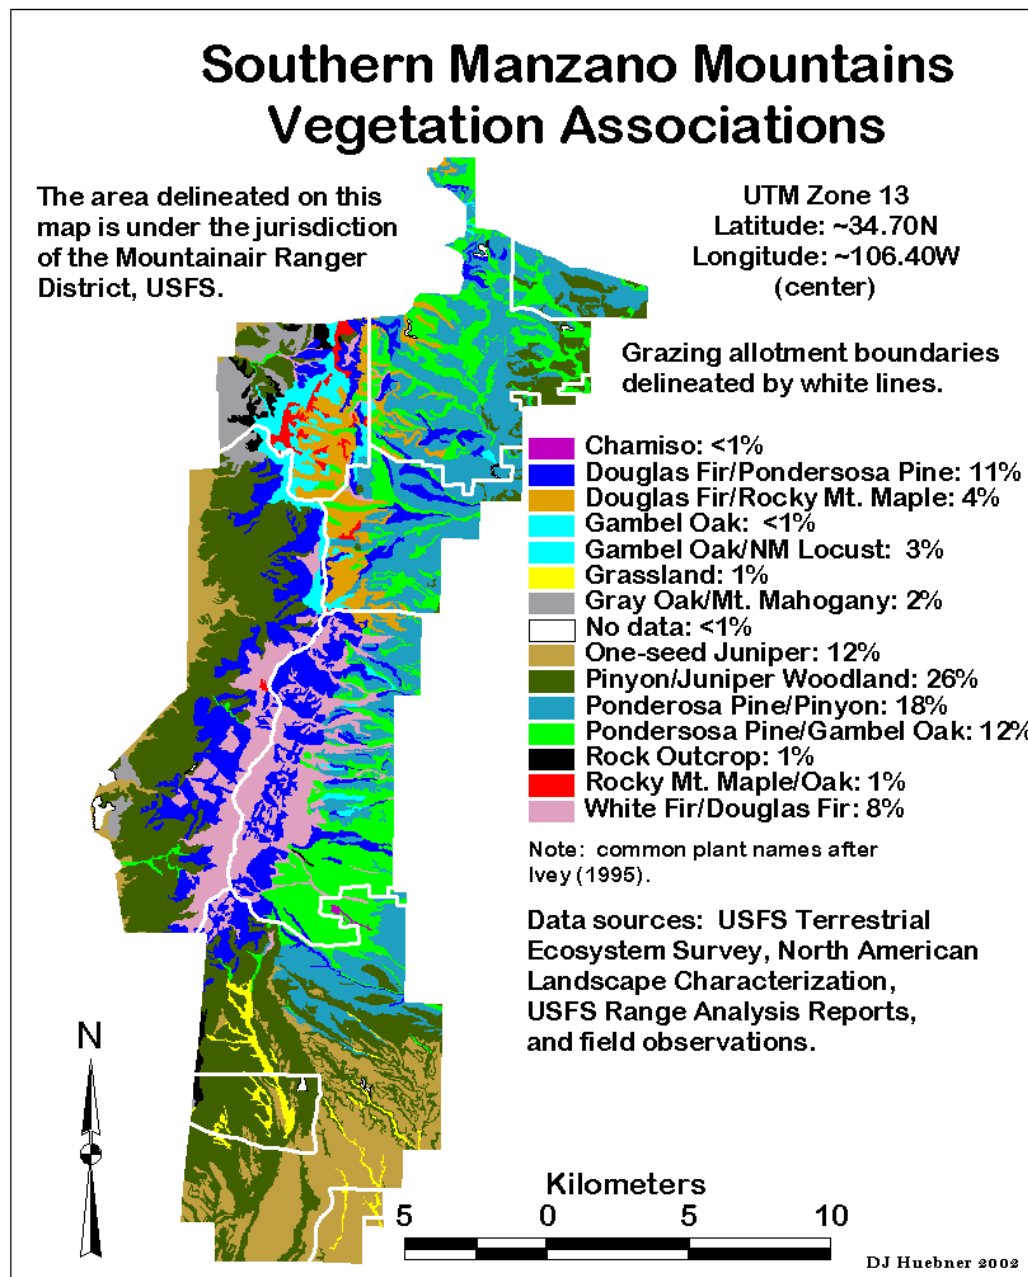 Southern Manzano Mountains
Vegetation Associations
The area delineated on this
map is under the jurisdiction
of the Mountainair Ranger
District, USFS.
UTM Zone 13
Latitude: ~34.70N
Longitude: ~106.40W
(center)
Grazing allotment boundaries
delineated by white lines.
Chamiso: <1%
Douglas Fir/Pondersosa Pine: 11%
Douglas Fir/Rocky Mt. Maple: 4%
Gambel Oak: <1%
Gambel Oak/NM Locust: 3%
Grassland: 1%
Gray Oak/Mt. Mahogany: 2%
No data: <1%
One-seed Juniper: 12%
Pinyon/Juniper Woodland: 26%
Ponderosa Pine/Pinyon: 18%
Pondersosa Pine/Gambel Oak: 12%
Rock Outcrop: 1%
Rocky Mt. Maple/Oak: 1%
White Fir/Douglas Fir: 8%
Note: common plant names after
Ivey (1995).
Data sources: USFS Terrestrial
Ecosystem Survey, North American
Landscape Characterization,
USFS Range Analysis Reports,
and field observations.
N
Kilometers
5 0 5 10
DJ Huebner 2002